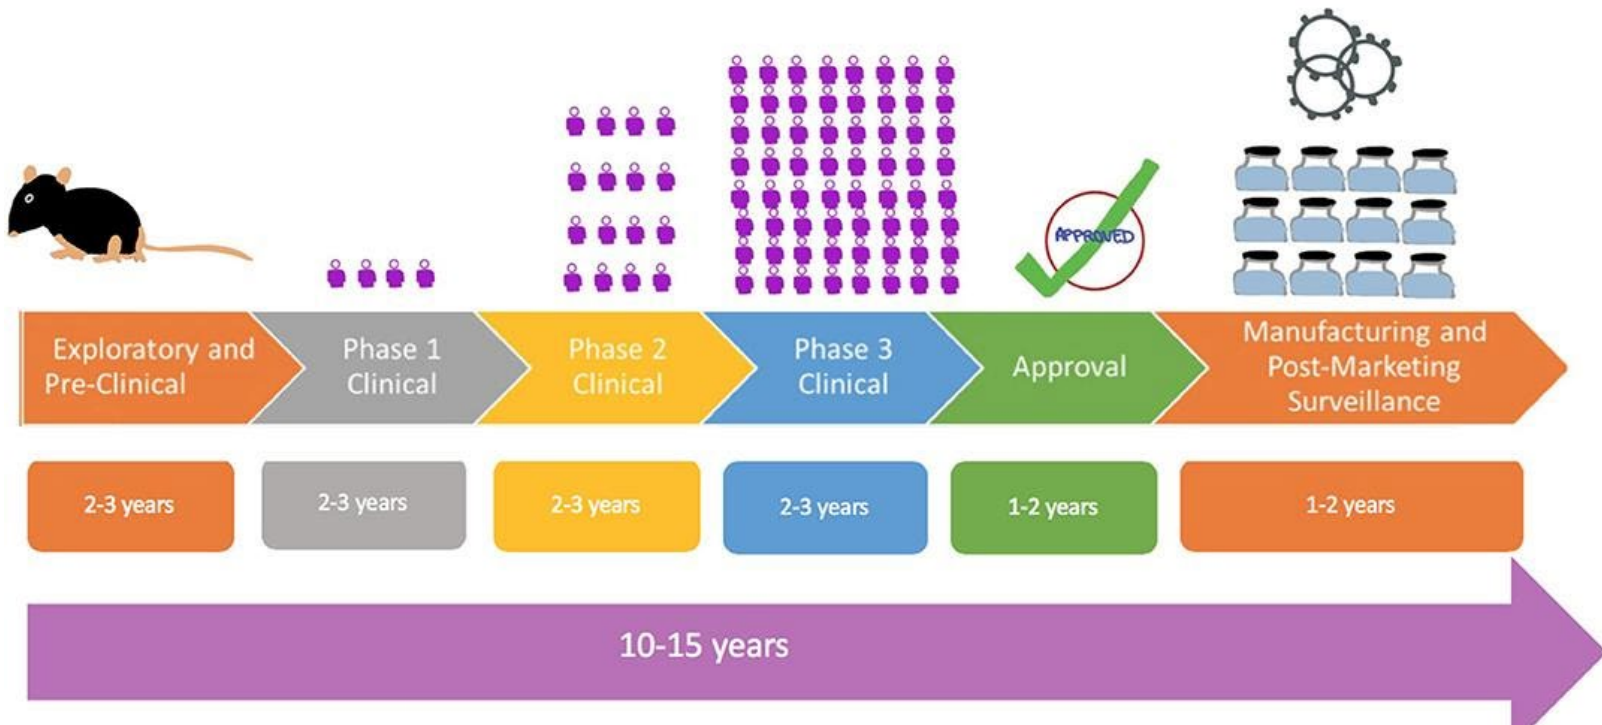 APPROVED
Exploratory and
Pre-Clinical
Phase 1
Clinical
Phase 2
Clinical
Phase 3
Clinical
Approval
Manufacturing and
Post-Marketing
Surveillance
2-3 years
2-3 years
2-3 years
2-3 years
1-2 years
1-2 years
10-15 years